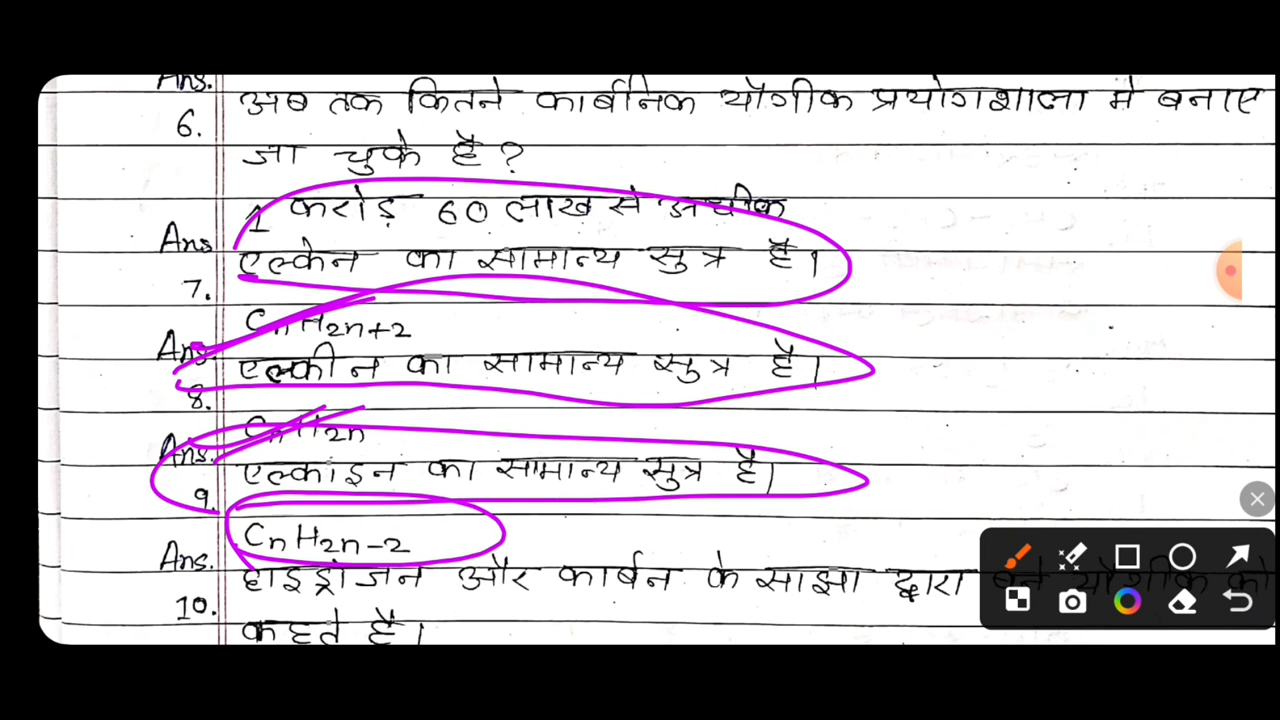 Ans.
6. अब तक कितने कार्बनिक यौगीक प्रयोगशाला मे बनाए
जा चुके है ?
Ans 1 करोड़ 60 लाख से अधीक
7. एल्केन का सामान्य सुत्र है।
Ans. CnH2n+2
8. एल्कीन का सामान्य सुत्र है।
Ans. CnH2n
9. एल्काइन का सामान्य सुत्र है।
Ans. CnH2n-2
10. हाइड्रोजन और कार्बन के साझा द्वारा बने यौगीक को
कहते है।